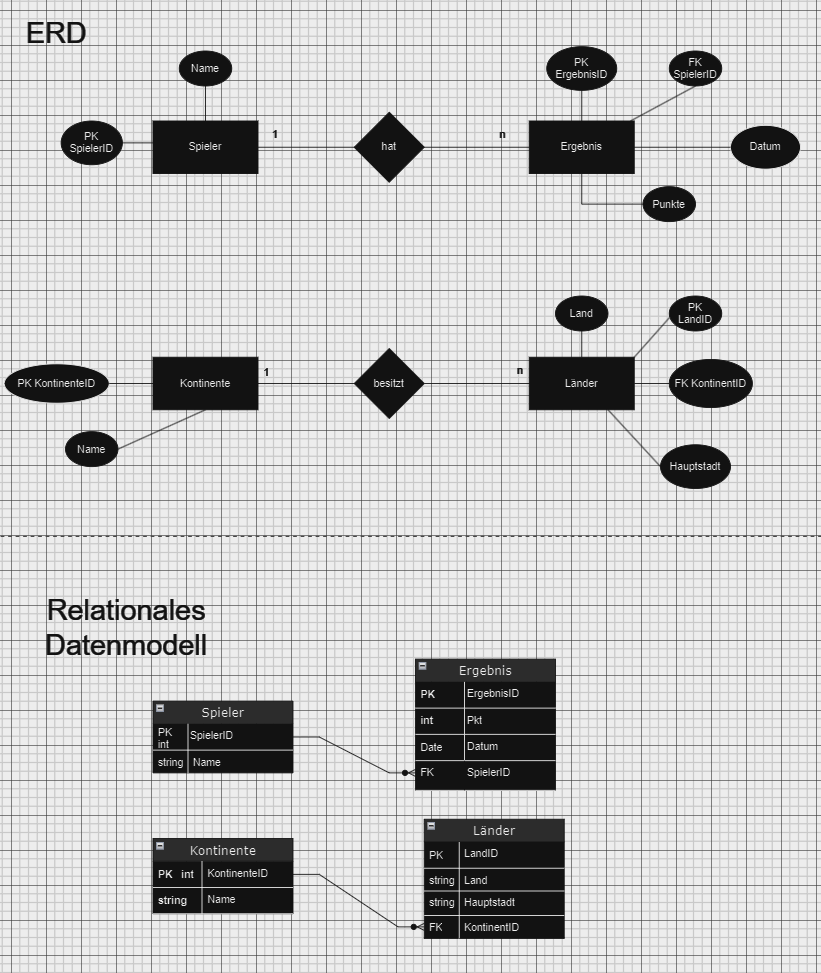 ERD
Name
PK
SpielerID
Spieler
1
hat
n
Ergebnis
PK
ErgebnisID
FK
SpielerID
Datum
Punkte
PK KontinenteID
Name
Kontinente
1
besitzt
n
Länder
Land
PK
LandID
FK KontinentID
Hauptstadt
Relationales
Datenmodell
Spieler
PK
int
SpielerID
string Name
Ergebnis
PK ErgebnisID
int Pkt
Date Datum
FK SpielerID
Kontinente
PK int KontinenteID
string Name
Länder
PK LandID
string Land
string Hauptstadt
FK KontinentID